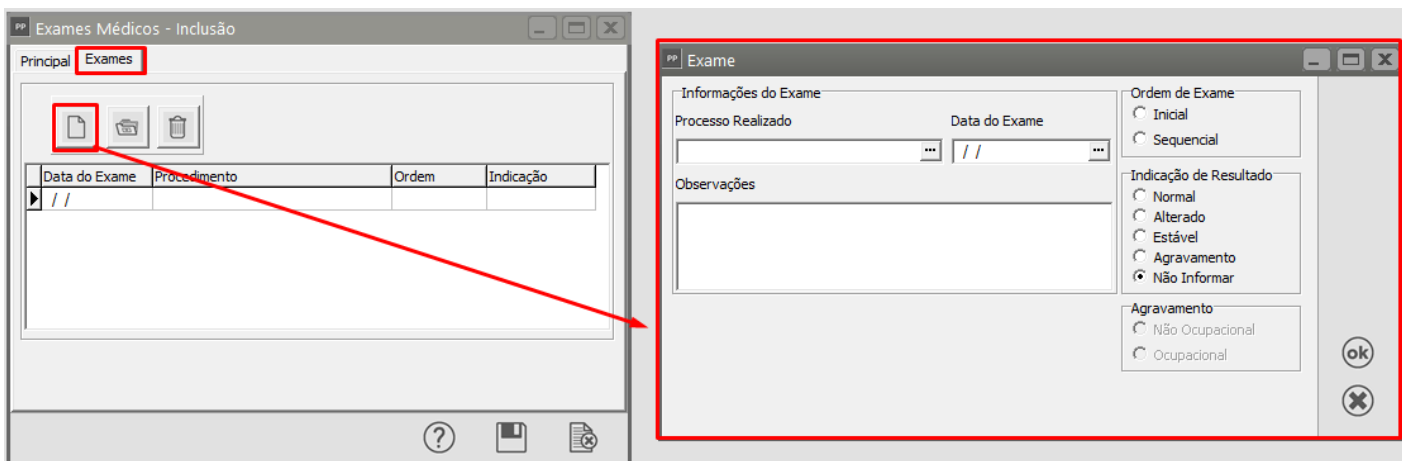 PP Exames Médicos - Inclusão
Principal Exames
Data do Exame Procedimento Ordem Indicação
/ /
PP Exame
Informações do Exame
Processo Realizado Data do Exame
... / / ...
Observações
Ordem de Exame
Inicial
Sequencial
Indicação de Resultado
Normal
Alterado
Estável
Agravamento
Não Informar
Agravamento
Não Ocupacional
Ocupacional
ok
?